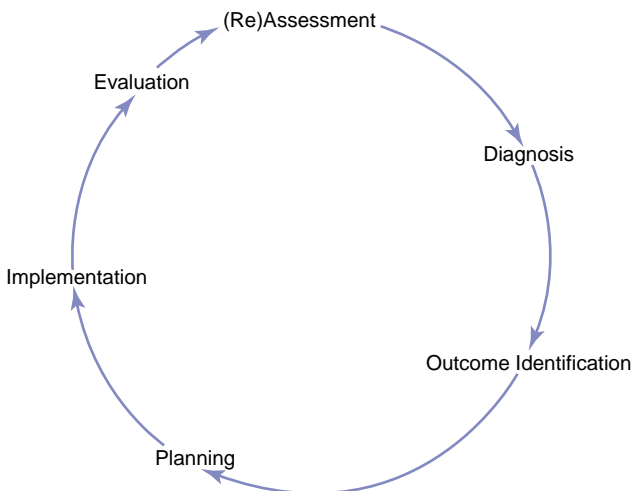 (Re)Assessment
Diagnosis
Outcome Identification
Planning
Implementation
Evaluation